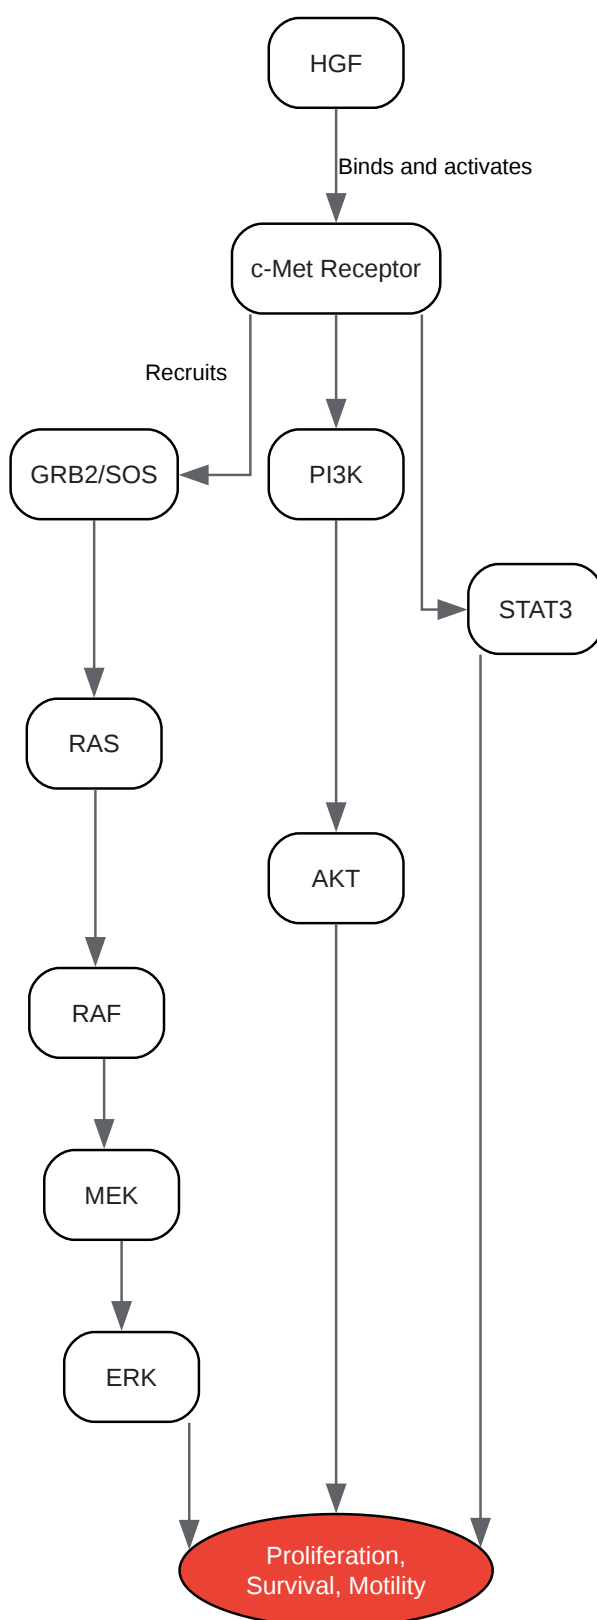 HGF
Binds and activates
c-Met Receptor
Recruits
GRB2/SOS
PI3K
STAT3
RAS
AKT
RAF
MEK
ERK
Proliferation,
Survival, Motility